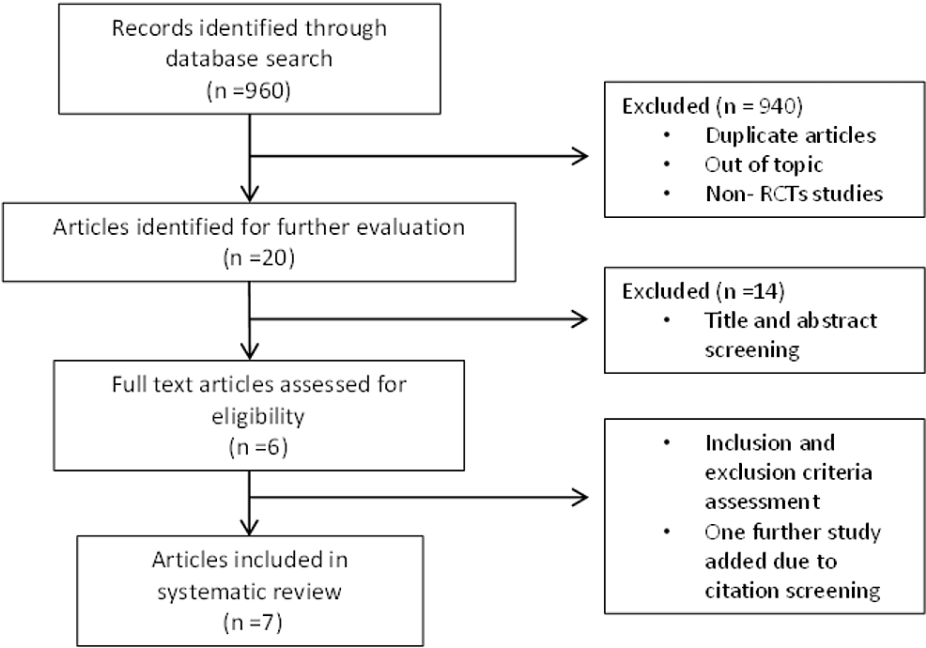 Records identified through
database search
(n =960)
Excluded (n = 940)
• Duplicate articles
• Out of topic
• Non- RCTs studies
Articles identified for further evaluation
(n =20)
Excluded (n =14)
• Title and abstract
screening
Full text articles assessed for
eligibility
(n =6)
• Inclusion and
exclusion criteria
assessment
• One further study
added due to
citation screening
Articles included in
systematic review
(n =7)